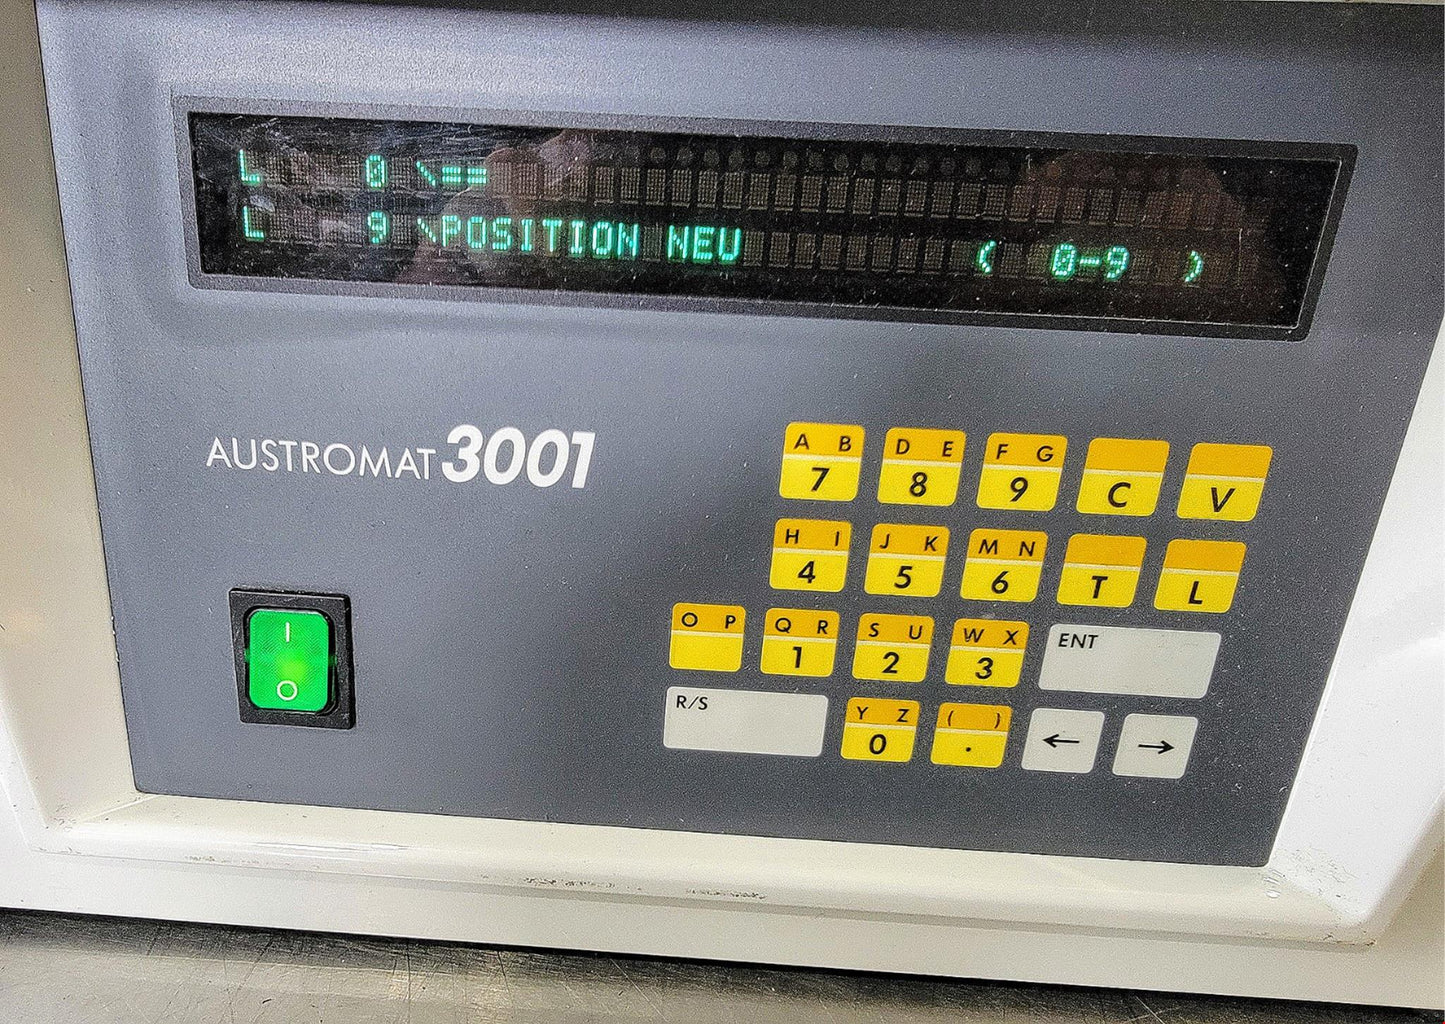 L 0 \==
L 9 \POSITION NEU ( 0-9 )
AUSTROMAT 3001
A B D E F G
7 8 9 C V
H I J K M N
4 5 6 T L
O P Q R S U W X ENT
1 2 3
R/S Y Z ( )
0 . ← →
I
O